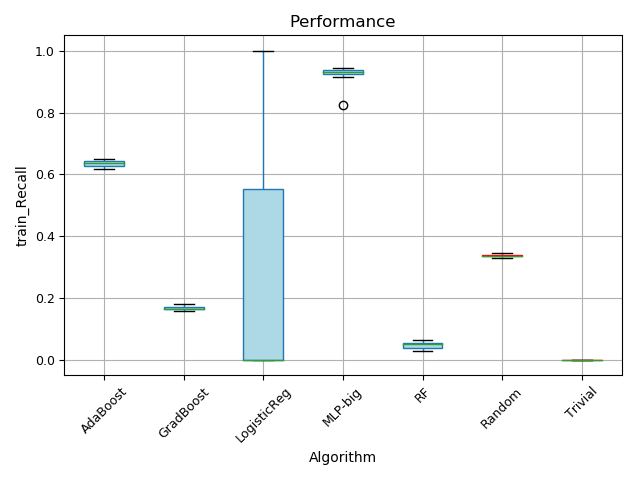 Performance
train_Recall
1.0
0.8
0.6
0.4
0.2
0.0
AdaBoost
GradBoost
LogisticReg
MLP-big
RF
Random
Trivial
Algorithm